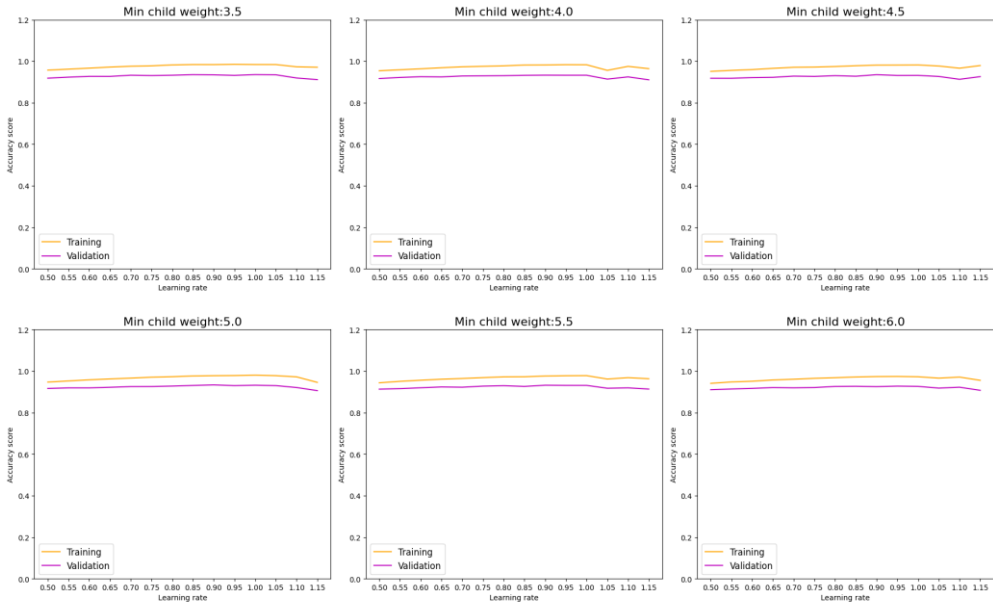 Min child weight:3.5
1.2
1.0
0.8
0.6
0.4
0.2
0.0
Accuracy score
Training
Validation
0.50 0.55 0.60 0.65 0.70 0.75 0.80 0.85 0.90 0.95 1.00 1.05 1.10 1.15
Learning rate
Min child weight:4.0
1.2
1.0
0.8
0.6
0.4
0.2
0.0
Accuracy score
Training
Validation
0.50 0.55 0.60 0.65 0.70 0.75 0.80 0.85 0.90 0.95 1.00 1.05 1.10 1.15
Learning rate
Min child weight:4.5
1.2
1.0
0.8
0.6
0.4
0.2
0.0
Accuracy score
Training
Validation
0.50 0.55 0.60 0.65 0.70 0.75 0.80 0.85 0.90 0.95 1.00 1.05 1.10 1.15
Learning rate
Min child weight:5.0
1.2
1.0
0.8
0.6
0.4
0.2
0.0
Accuracy score
Training
Validation
0.50 0.55 0.60 0.65 0.70 0.75 0.80 0.85 0.90 0.95 1.00 1.05 1.10 1.15
Learning rate
Min child weight:5.5
1.2
1.0
0.8
0.6
0.4
0.2
0.0
Accuracy score
Training
Validation
0.50 0.55 0.60 0.65 0.70 0.75 0.80 0.85 0.90 0.95 1.00 1.05 1.10 1.15
Learning rate
Min child weight:6.0
1.2
1.0
0.8
0.6
0.4
0.2
0.0
Accuracy score
Training
Validation
0.50 0.55 0.60 0.65 0.70 0.75 0.80 0.85 0.90 0.95 1.00 1.05 1.10 1.15
Learning rate